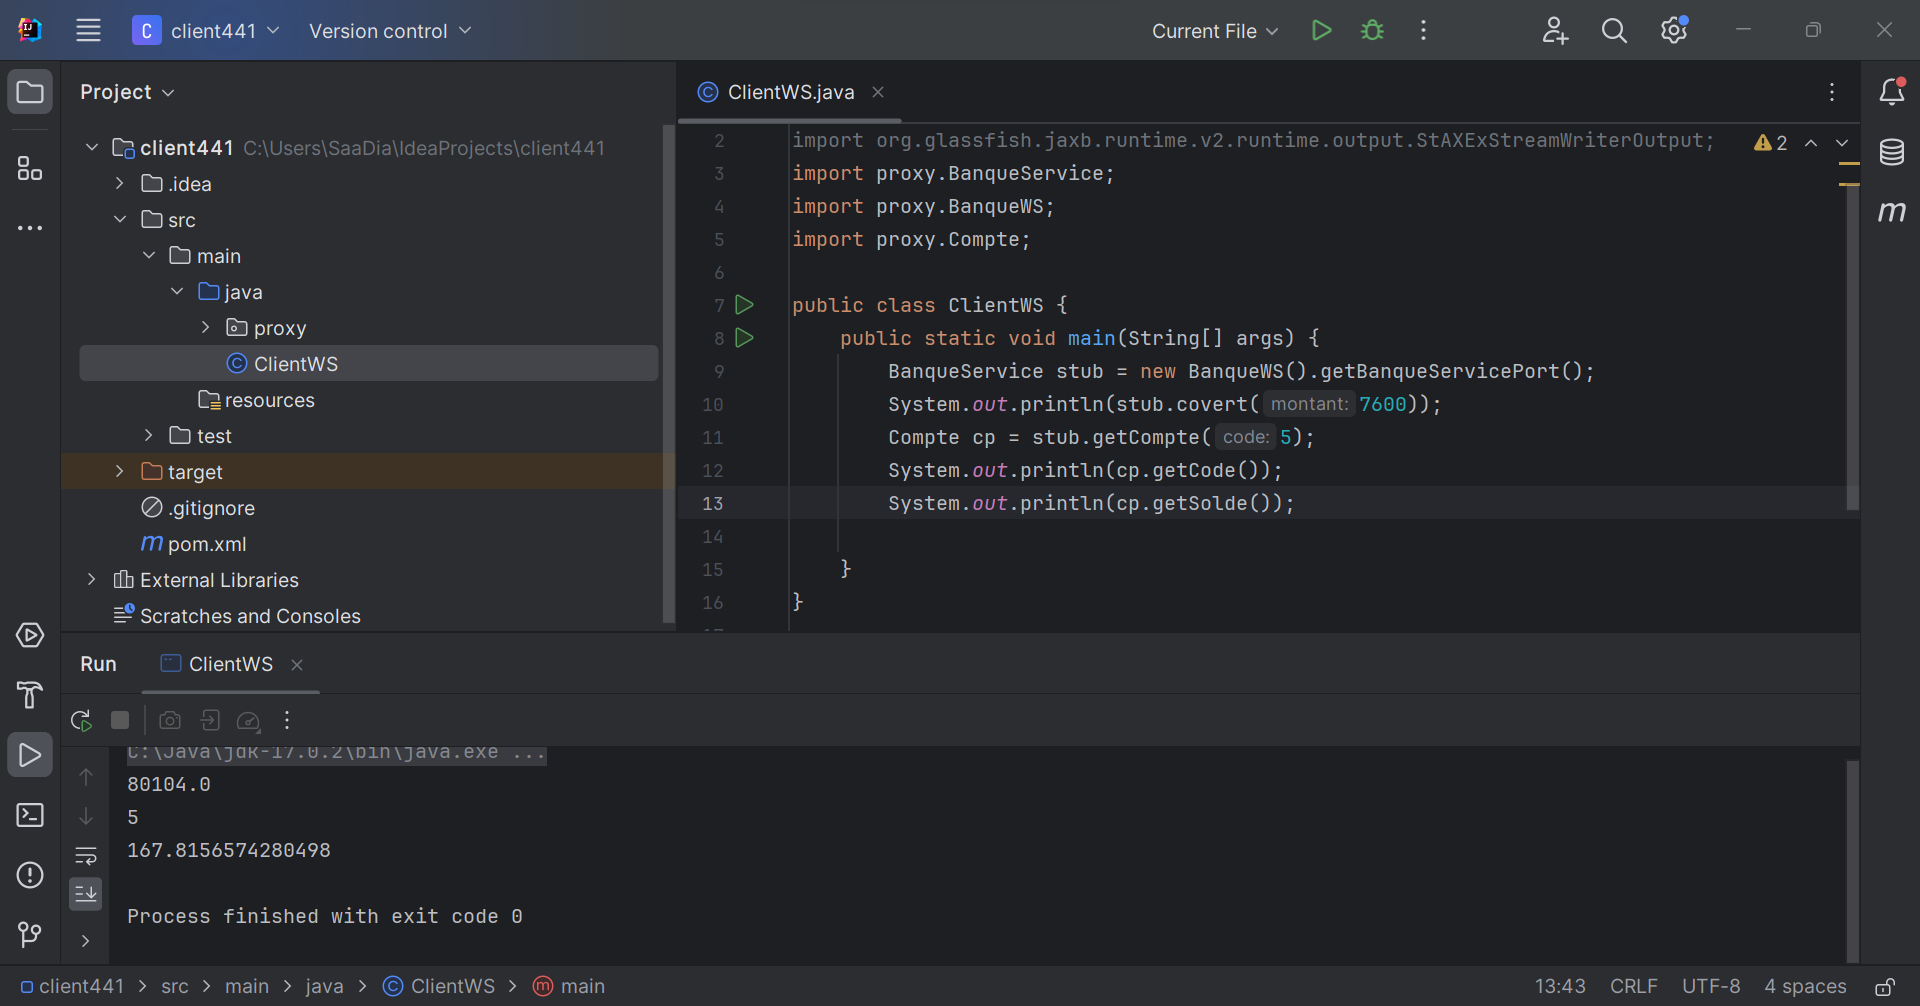 C client441 Version control Current File
Project
client441 C:\Users\SaaDia\IdeaProjects\client441
.idea
src
main
java
proxy
C ClientWS
resources
test
target
.gitignore
m pom.xml
External Libraries
Scratches and Consoles
C ClientWS.java
2 import org.glassfish.jaxb.runtime.v2.runtime.output.StAXExStreamWriterOutput;
3 import proxy.BanqueService;
4 import proxy.BanqueWS;
5 import proxy.Compte;
6
7 public class ClientWS {
8 public static void main(String[] args) {
9 BanqueService stub = new BanqueWS().getBanqueServicePort();
10 System.out.println(stub.covert( montant: 7600));
11 Compte cp = stub.getCompte( code: 5);
12 System.out.println(cp.getCode());
13 System.out.println(cp.getSolde());
14
15 }
16 }
2
m
Run ClientWS
C:\Java\jdk-17.0.2\bin\java.exe ...
80104.0
5
167.8156574280498
Process finished with exit code 0
client441 > src > main > java > C ClientWS > m main 13:43 CRLF UTF-8 4 spaces